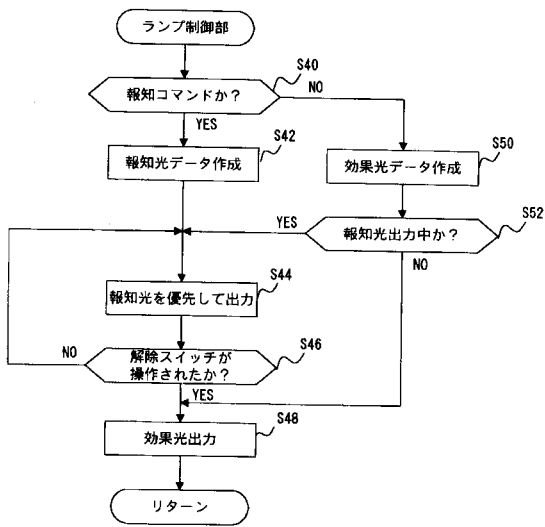 ランプ制御部
S40
報知コマンドか?
NO
YES
S42
報知光データ作成
S50
効果光データ作成
S52
YES
報知光出力中か?
NO
S44
報知光を優先して出力
NO
S46
解除スイッチが
操作されたか?
YES
S48
効果光出力
リターン